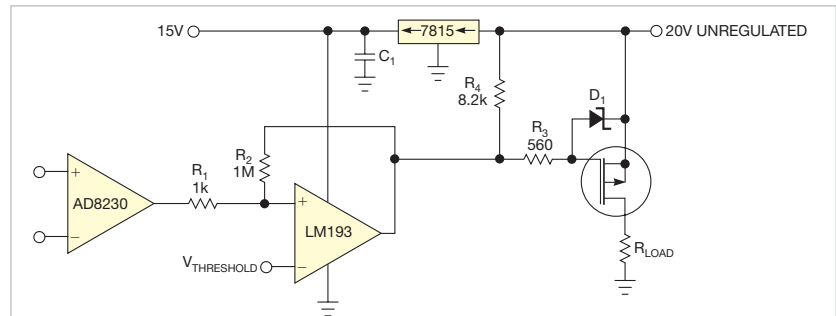 15V
7815
20V UNREGULATED
C1
R4
8.2k
D1
R3
560
R2
1M
R1
1k
+
AD8230
−
+
LM193
−
VTHRESHOLD
RLOAD